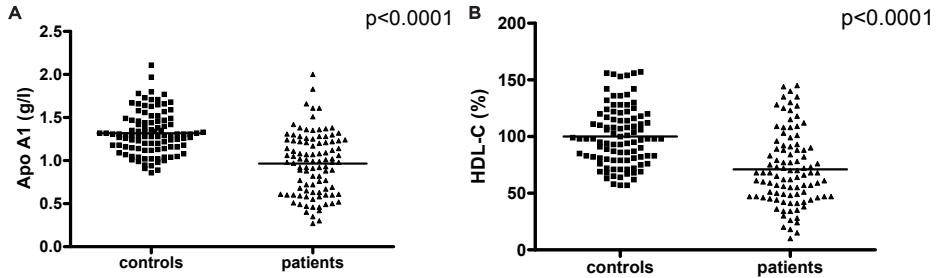 A
p<0.0001
2.5
2.0
1.5
1.0
0.5
0.0
Apo A1 (g/l)
controls
patients
B
p<0.0001
200
150
100
50
0
HDL-C (%)
controls
patients